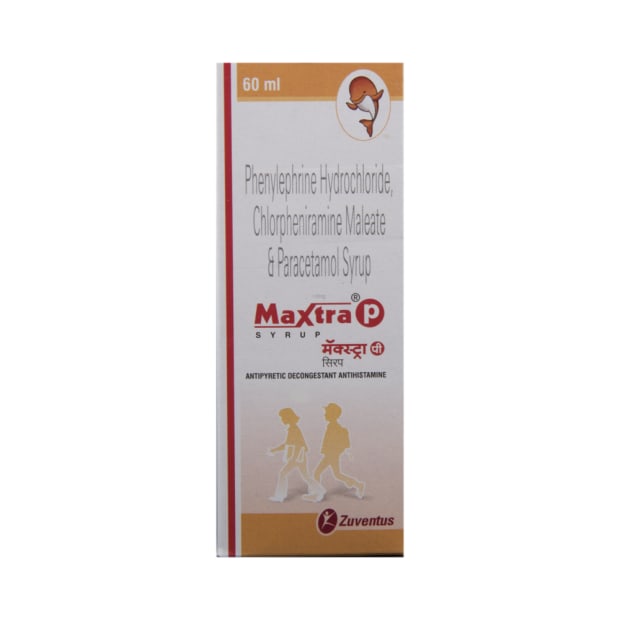 60 ml
Phenylephrine Hydrochloride,
Chlorpheniramine Maleate
& Paracetamol Syrup
Maxtra® P
SYRUP
मॅक्स्ट्रा पी
सिरप
ANTIPYRETIC DECONGESTANT ANTIHISTAMINE
Zuventus